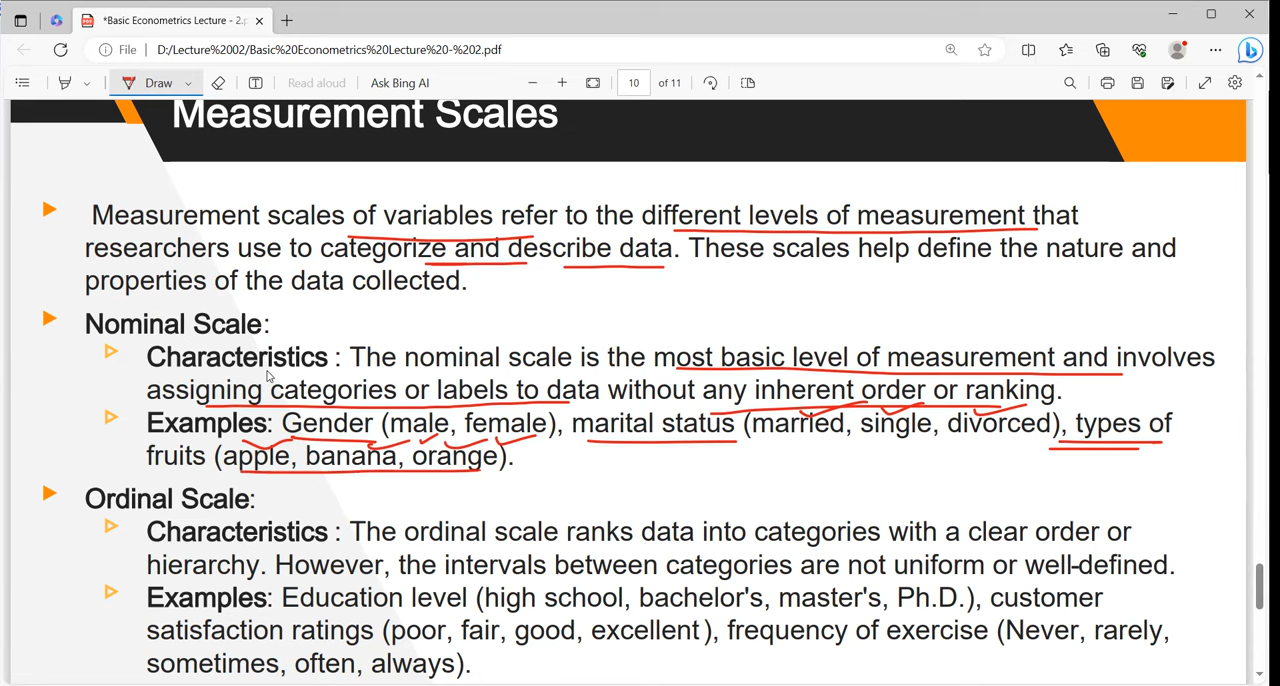 *Basic Econometrics Lecture - 2.p
File D:/Lecture%2002/Basic%20Econometrics%20Lecture%20-%202.pdf
Draw Read aloud Ask Bing AI 10 of 11
Measurement Scales
Measurement scales of variables refer to the different levels of measurement that
researchers use to categorize and describe data. These scales help define the nature and
properties of the data collected.
Nominal Scale:
Characteristics : The nominal scale is the most basic level of measurement and involves
assigning categories or labels to data without any inherent order or ranking.
Examples: Gender (male, female), marital status (married, single, divorced), types of
fruits (apple, banana, orange).
Ordinal Scale:
Characteristics : The ordinal scale ranks data into categories with a clear order or
hierarchy. However, the intervals between categories are not uniform or well-defined.
Examples: Education level (high school, bachelor's, master's, Ph.D.), customer
satisfaction ratings (poor, fair, good, excellent), frequency of exercise (Never, rarely,
sometimes, often, always).